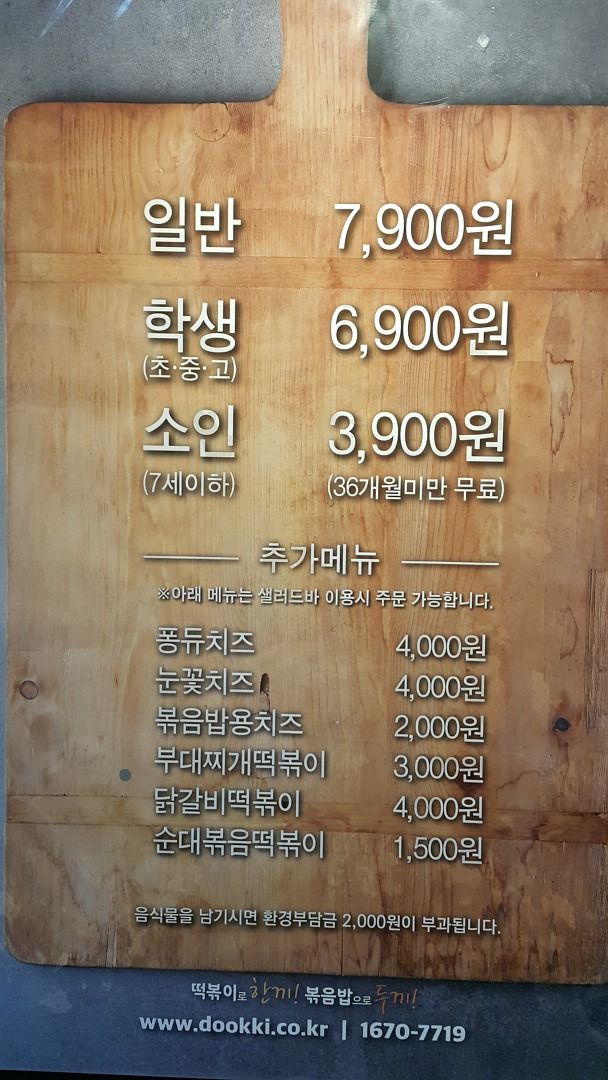 일반 7,900원
학생 6,900원
(초·중·고)
소인 3,900원
(7세이하) (36개월미만 무료)
추가메뉴
※아래 메뉴는 샐러드바 이용시 주문 가능합니다.
퐁듀치즈 4,000원
눈꽃치즈 4,000원
볶음밥용치즈 2,000원
부대찌개떡볶이 3,000원
닭갈비떡볶이 4,000원
순대볶음떡볶이 1,500원
음식물을 남기시면 환경부담금 2,000원이 부과됩니다.
떡볶이로 한끼! 볶음밥으로 두끼!
www.dookki.co.kr | 1670-7719